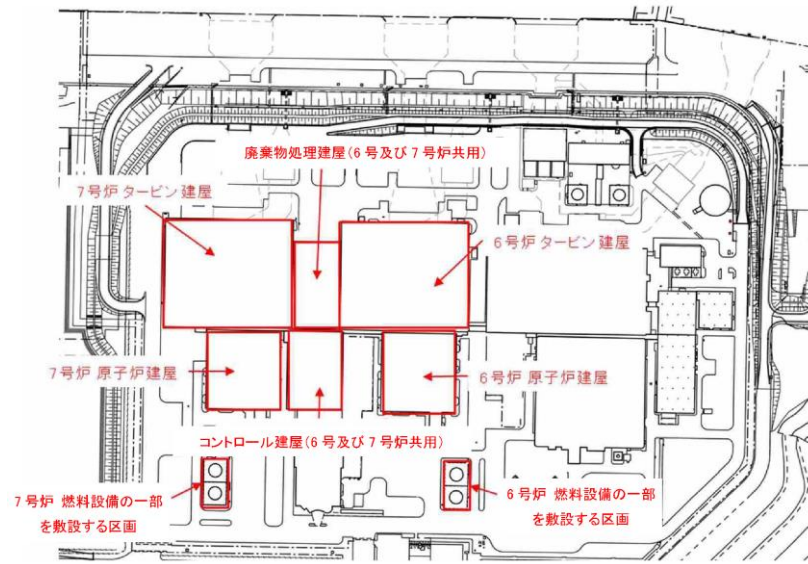 廃棄物処理建屋(6号及び7号炉共用)
7号炉 タービン 建屋
6号炉 タービン 建屋
7号炉 原子炉建屋
6号炉 原子炉建屋
コントロール建屋(6号及び7号炉共用)
7号炉 燃料設備の一部
を敷設する区画
6号炉 燃料設備の一部
を敷設する区画